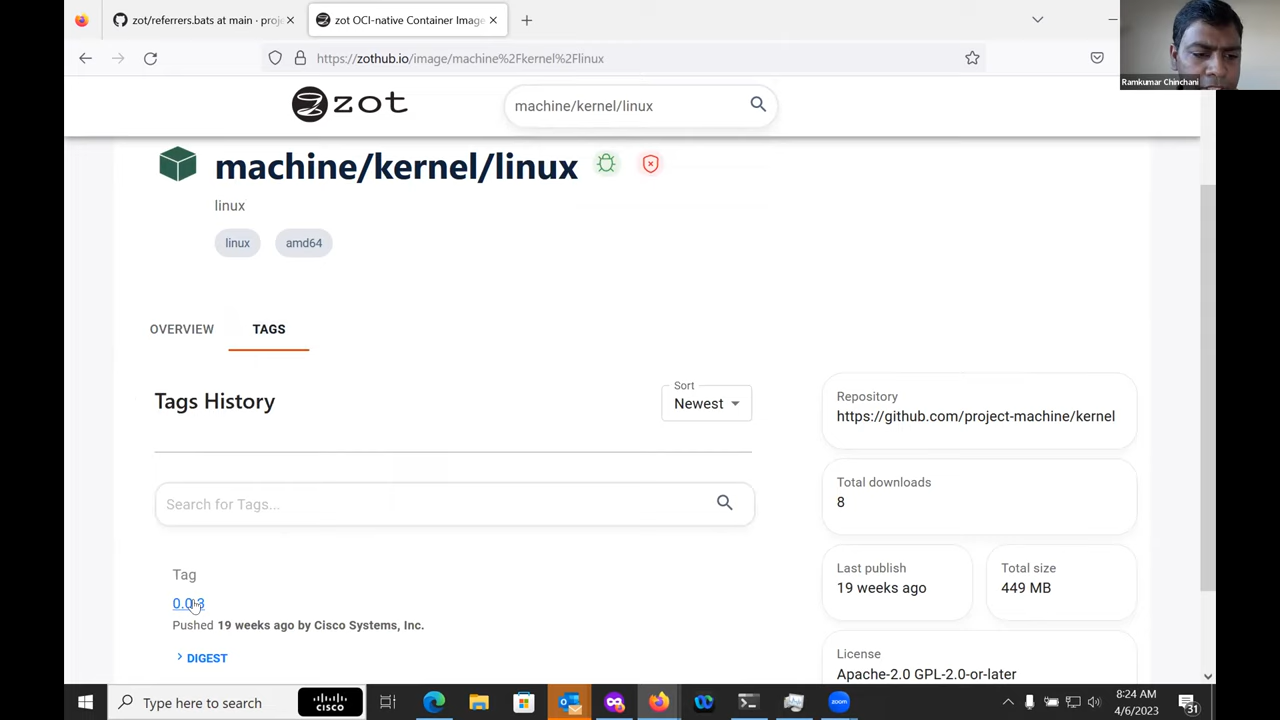 zot/referrers.bats at main · proje
zot OCI-native Container Image
https://zothub.io/image/machine%2Fkernel%2Flinux
Ramkumar Chinchani
zot
machine/kernel/linux
machine/kernel/linux
linux
linux
amd64
OVERVIEW
TAGS
Tags History
Sort
Newest
Search for Tags...
Tag
Pushed 19 weeks ago by Cisco Systems, Inc.
DIGEST
Repository
https://github.com/project-machine/kernel
Total downloads
8
Last publish
19 weeks ago
Total size
449 MB
License
Apache-2.0 GPL-2.0-or-later
Type here to search
CISCO
zoom
8:24 AM
4/6/2023
31